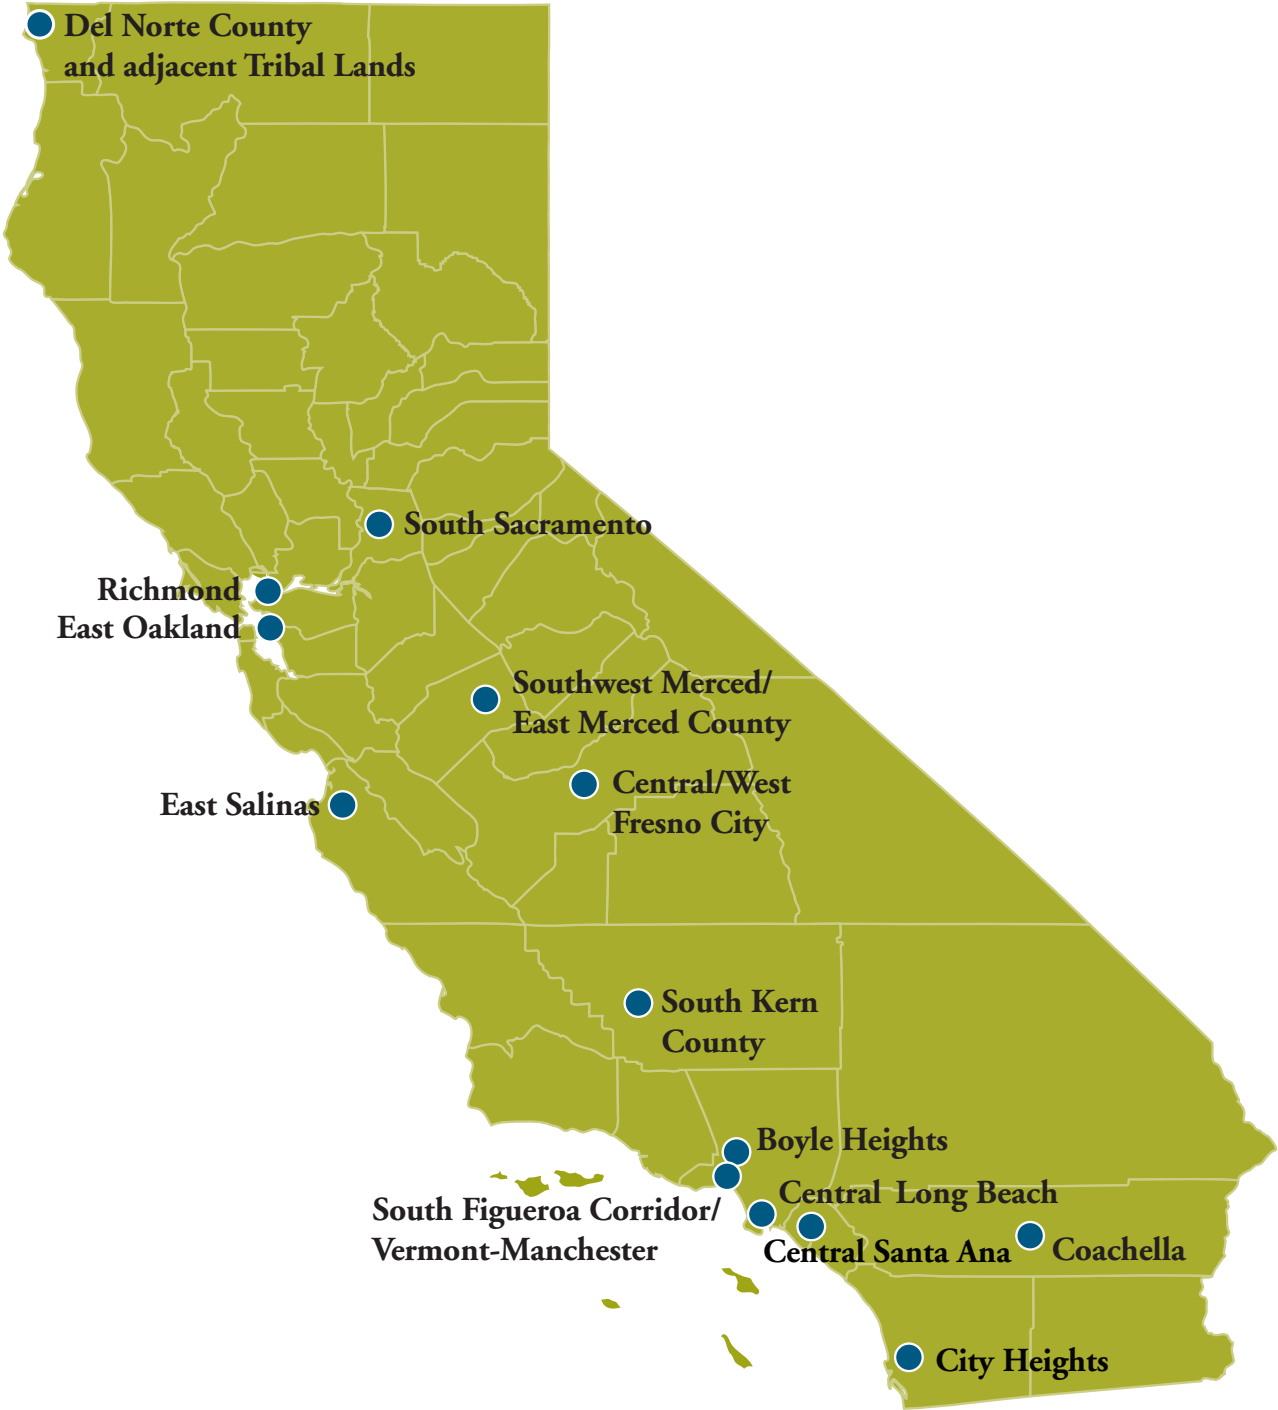 Del Norte County
and adjacent Tribal Lands
South Sacramento
Richmond
East Oakland
Southwest Merced/
East Merced County
Central/West
Fresno City
East Salinas
South Kern
County
Boyle Heights
Central Long Beach
South Figueroa Corridor/
Vermont-Manchester
Central Santa Ana
Coachella
City Heights